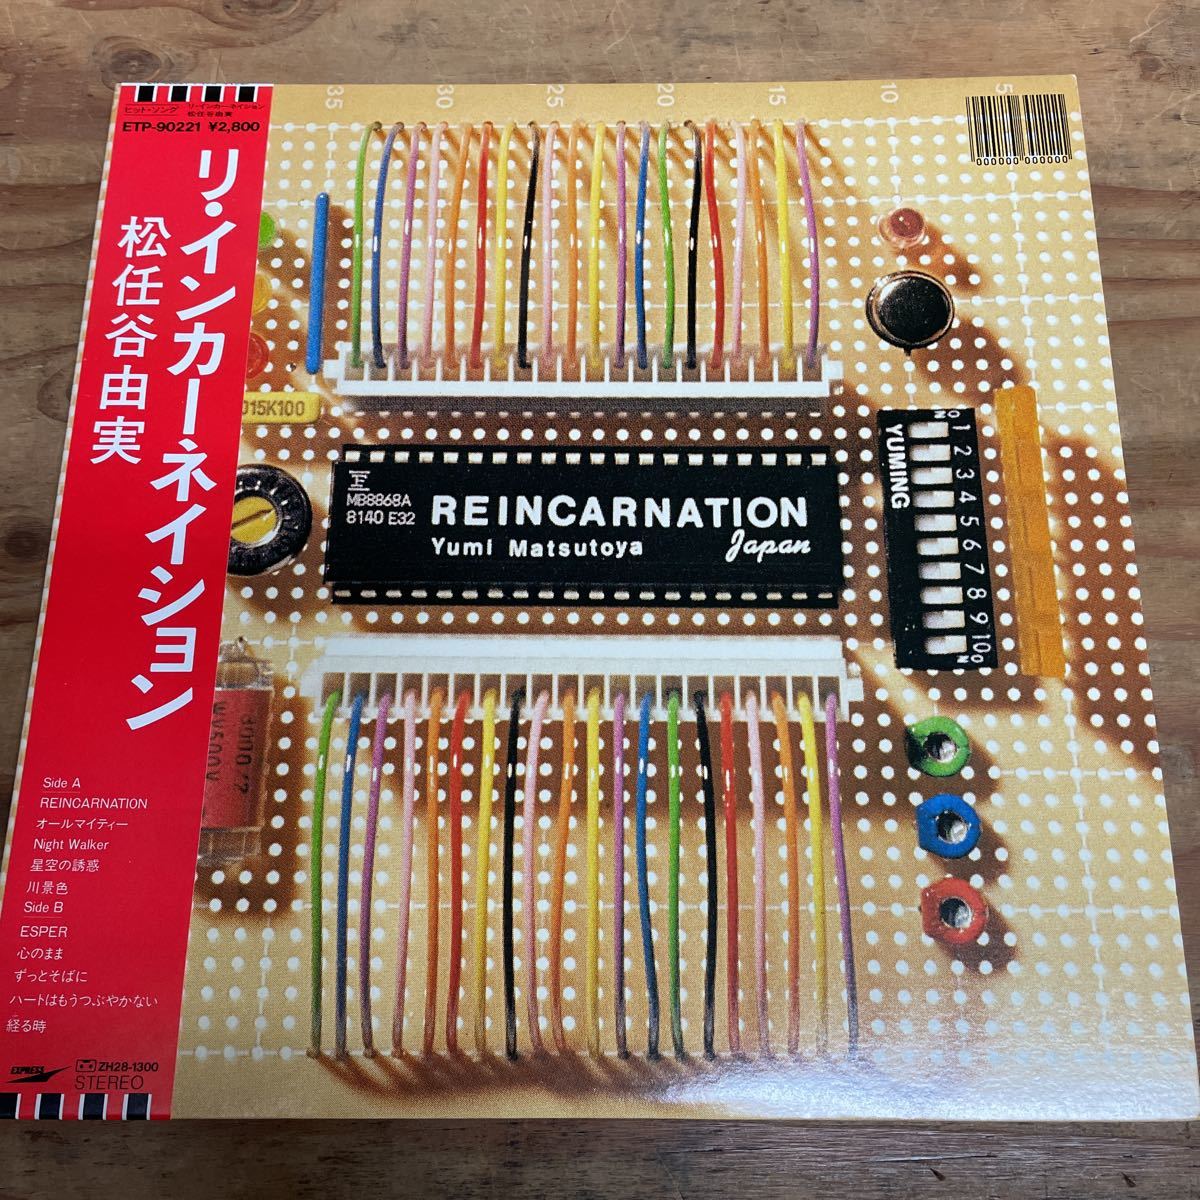 ヒット・ソング
リ・インカーネイション
松任谷由実
ETP-90221 ¥2,800
リ・インカーネイション
松任谷由実
Side A
REINCARNATION
オールマイティー
Night Walker
星空の誘惑
川景色
Side B
ESPER
心のまま
ずっとそばに
ハートはもうつぶやかない
経る時
EXPRESS
ZH28-1300
STEREO
35
30
25
20
15
10
5
000000 000000
015K100
F
MB8868A
8140 E32
REINCARNATION
Yumi Matsutoya
Japan
YUMING
ON
1
2
3
4
5
6
7
8
9
10
ON